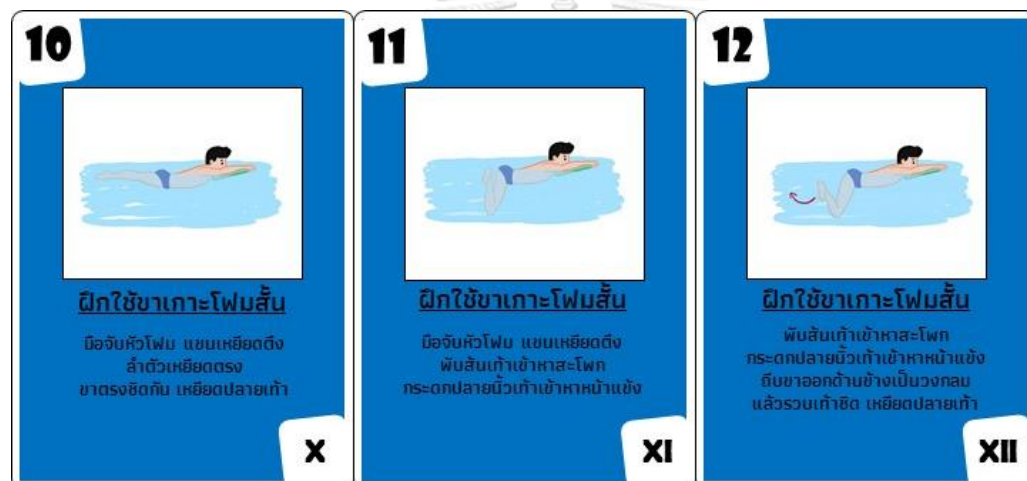 10
ฝึกใช้ขาเกาะโฟมสั้น
มือจับหัวโฟม แขนเหยียดตึง
ลำตัวเหยียดตรง
ขาตรงชิดกัน เหยียดปลายเท้า
X
11
ฝึกใช้ขาเกาะโฟมสั้น
มือจับหัวโฟม แขนเหยียดตึง
พับส้นเท้าเข้าหาสะโพก
กระดกปลายนิ้วเท้าเข้าหาหน้าแข้ง
XI
12
ฝึกใช้ขาเกาะโฟมสั้น
พับส้นเท้าเข้าหาสะโพก
กระดกปลายนิ้วเท้าเข้าหาหน้าแข้ง
ถีบขาออกด้านข้างเป็นวงกลม
แล้วรวบเท้าชิด เหยียดปลายเท้า
XII